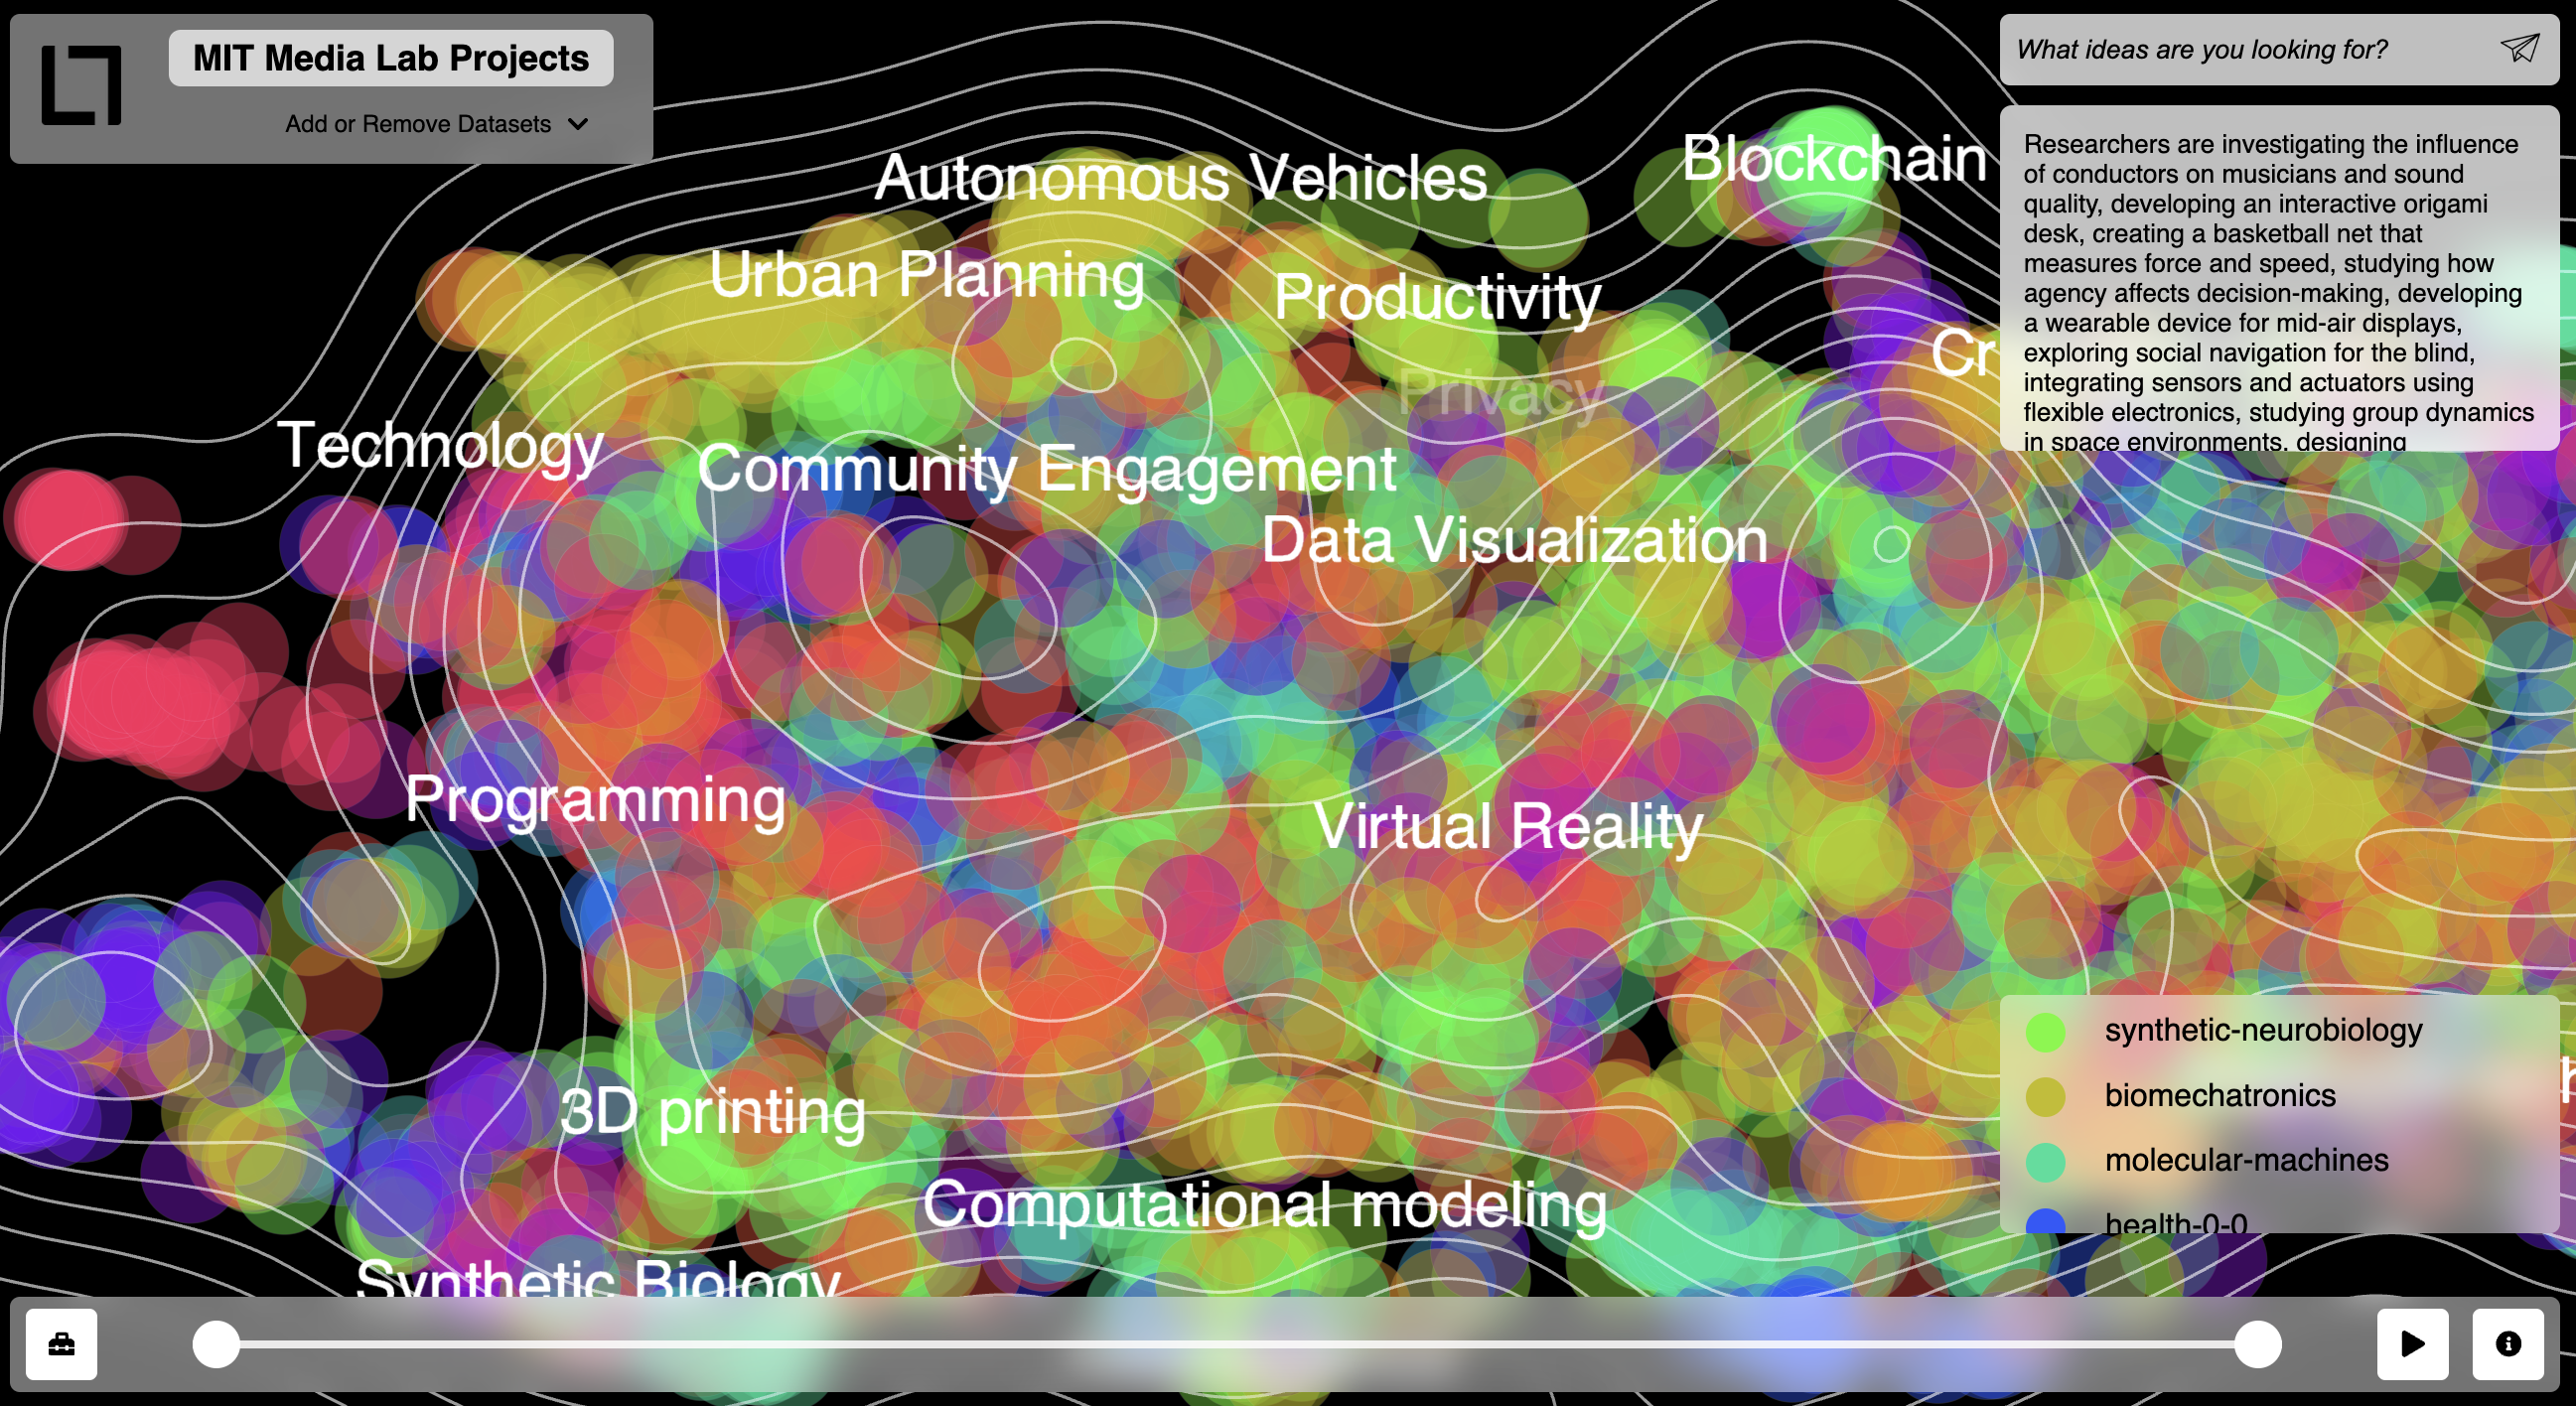 MIT Media Lab Projects
Add or Remove Datasets
What ideas are you looking for?
Researchers are investigating the influence
of conductors on musicians and sound
quality, developing an interactive origami
desk, creating a basketball net that
measures force and speed, studying how
agency affects decision-making, developing
a wearable device for mid-air displays,
exploring social navigation for the blind,
integrating sensors and actuators using
flexible electronics, studying group dynamics
in space environments, designing
Blockchain
Autonomous Vehicles
Urban Planning
Productivity
Cr
Privacy
Technology
Community Engagement
Data Visualization
Programming
Virtual Reality
3D printing
Computational modeling
Synthetic Biology
synthetic-neurobiology
biomechatronics
molecular-machines
health-0-0